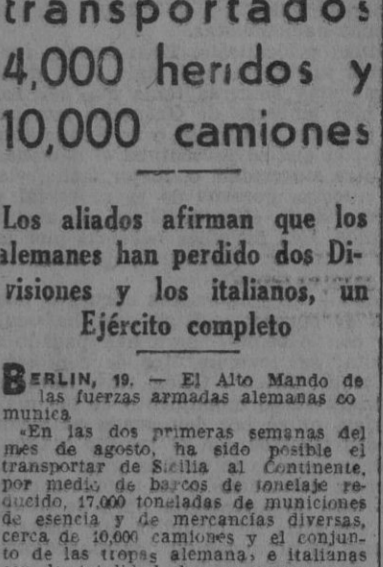 transportados
4,000 heridos y
10,000 camiones
Los aliados afirman que los
alemanes han perdido dos Di-
visiones y los italianos, un
Ejército completo
BERLIN, 19. — El Alto Mando de
las fuerzas armadas alemanas co
munica
«En las dos primeras semanas del
mes de agosto, ha sido posible el
transportar de Sicilia al Continente,
por medio de barcos de tonelaje re-
ducido, 17,000 toneladas de municiones
de esencia y de mercancías diversas,
cerca de 10,000 camiones y el conjun-
to de las tropas alemanas e italianas